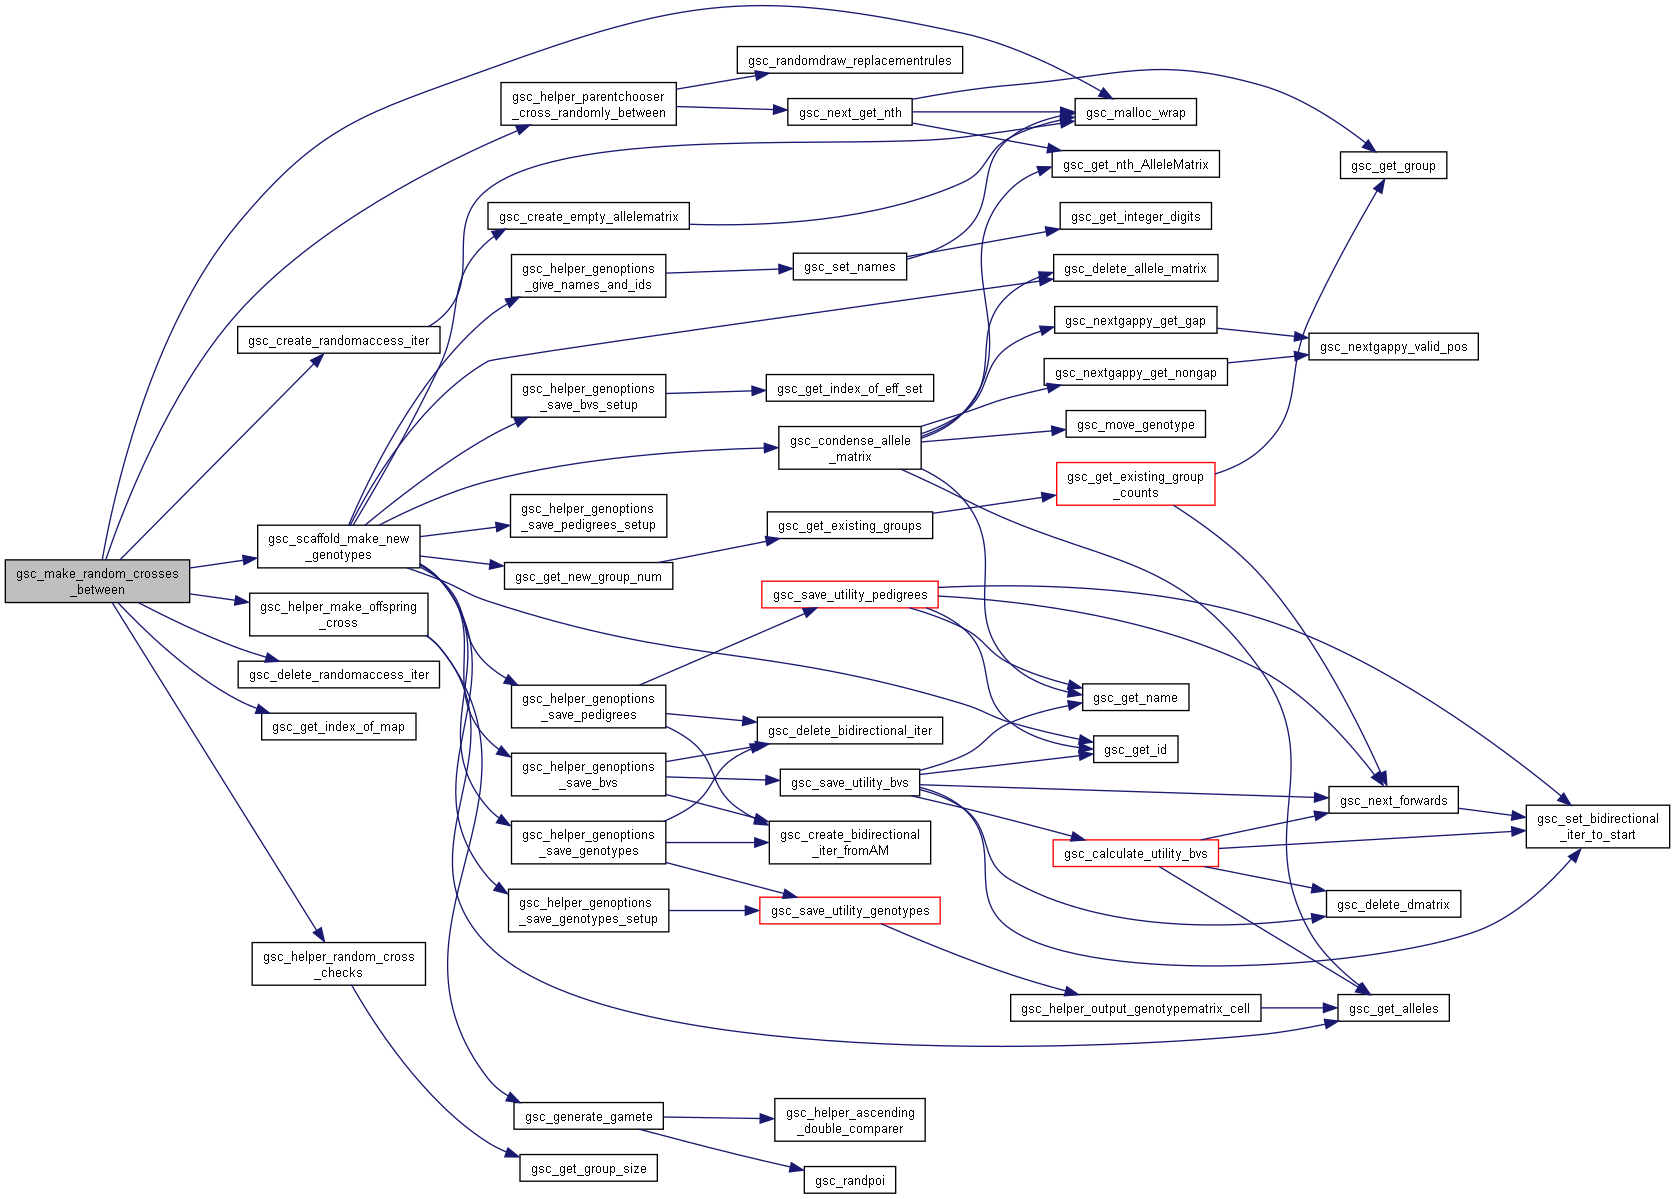 gsc_make_random_crosses
_between
gsc_helper_parentchooser
_cross_randomly_between
gsc_create_randomaccess_iter
gsc_scaffold_make_new
_genotypes
gsc_helper_make_offspring
_cross
gsc_delete_randomaccess_iter
gsc_get_index_of_map
gsc_helper_random_cross
_checks
gsc_create_empty_allelematrix
gsc_helper_genoptions
_give_names_and_ids
gsc_helper_genoptions
_save_bvs_setup
gsc_helper_genoptions
_save_pedigrees_setup
gsc_get_new_group_num
gsc_helper_genoptions
_save_pedigrees
gsc_helper_genoptions
_save_bvs
gsc_helper_genoptions
_save_genotypes
gsc_helper_genoptions
_save_genotypes_setup
gsc_generate_gamete
gsc_get_group_size
gsc_randomdraw_replacementrules
gsc_next_get_nth
gsc_set_names
gsc_get_index_of_eff_set
gsc_condense_allele
_matrix
gsc_get_existing_groups
gsc_save_utility_pedigrees
gsc_delete_bidirectional_iter
gsc_save_utility_bvs
gsc_create_bidirectional
_iter_fromAM
gsc_save_utility_genotypes
gsc_helper_ascending
_double_comparer
gsc_randpoi
gsc_malloc_wrap
gsc_get_nth_AlleleMatrix
gsc_get_integer_digits
gsc_delete_allele_matrix
gsc_nextgappy_get_gap
gsc_nextgappy_get_nongap
gsc_move_genotype
gsc_get_existing_group
_counts
gsc_get_name
gsc_get_id
gsc_calculate_utility_bvs
gsc_helper_output_genotypematrix_cell
gsc_get_group
gsc_nextgappy_valid_pos
gsc_next_forwards
gsc_delete_dmatrix
gsc_get_alleles
gsc_set_bidirectional
_iter_to_start